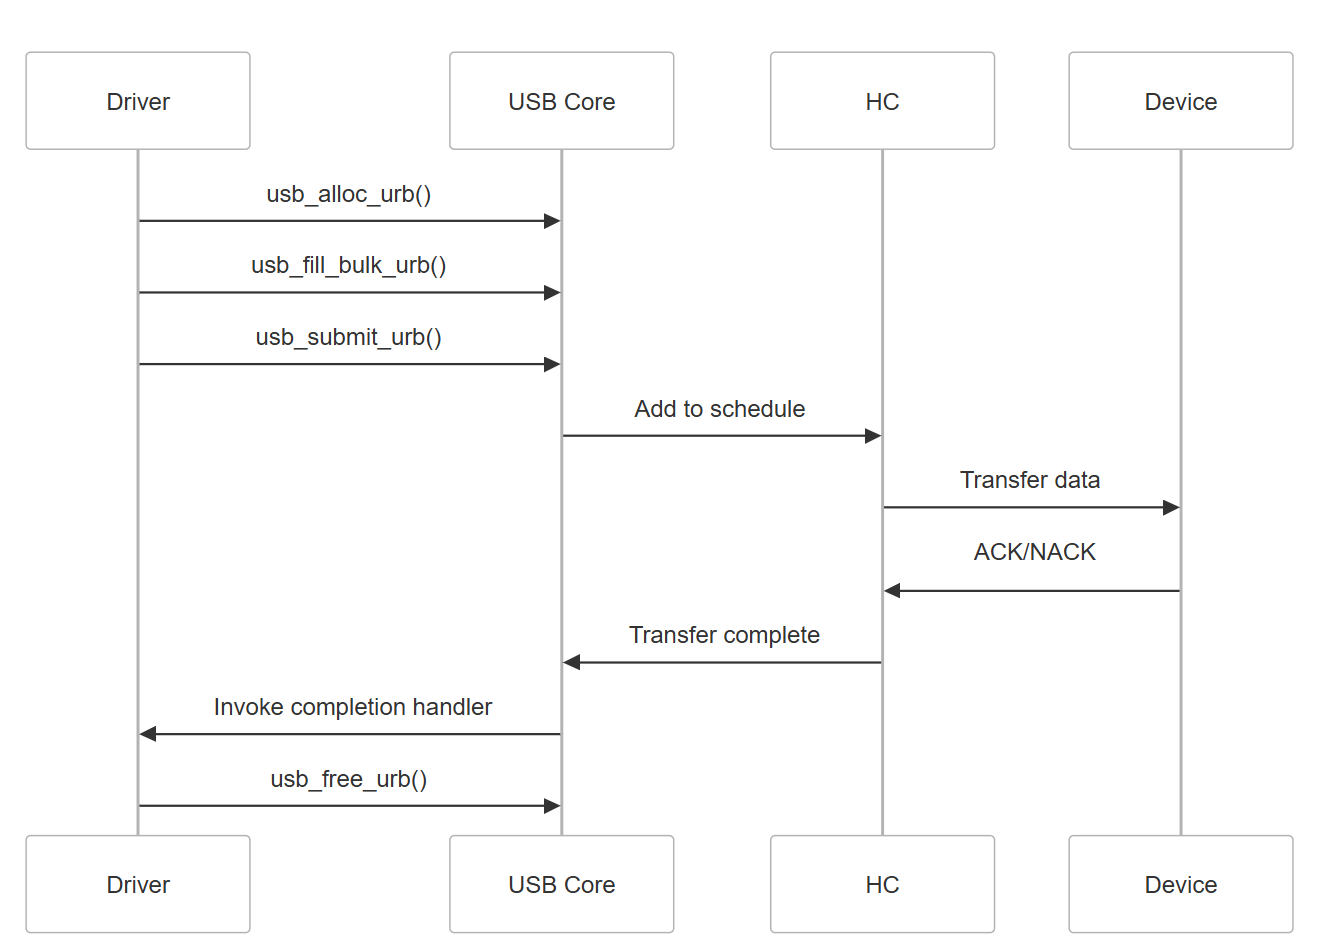 Driver
USB Core
HC
Device
usb_alloc_urb()
usb_fill_bulk_urb()
usb_submit_urb()
Add to schedule
Transfer data
ACK/NACK
Transfer complete
Invoke completion handler
usb_free_urb()
Driver
USB Core
HC
Device